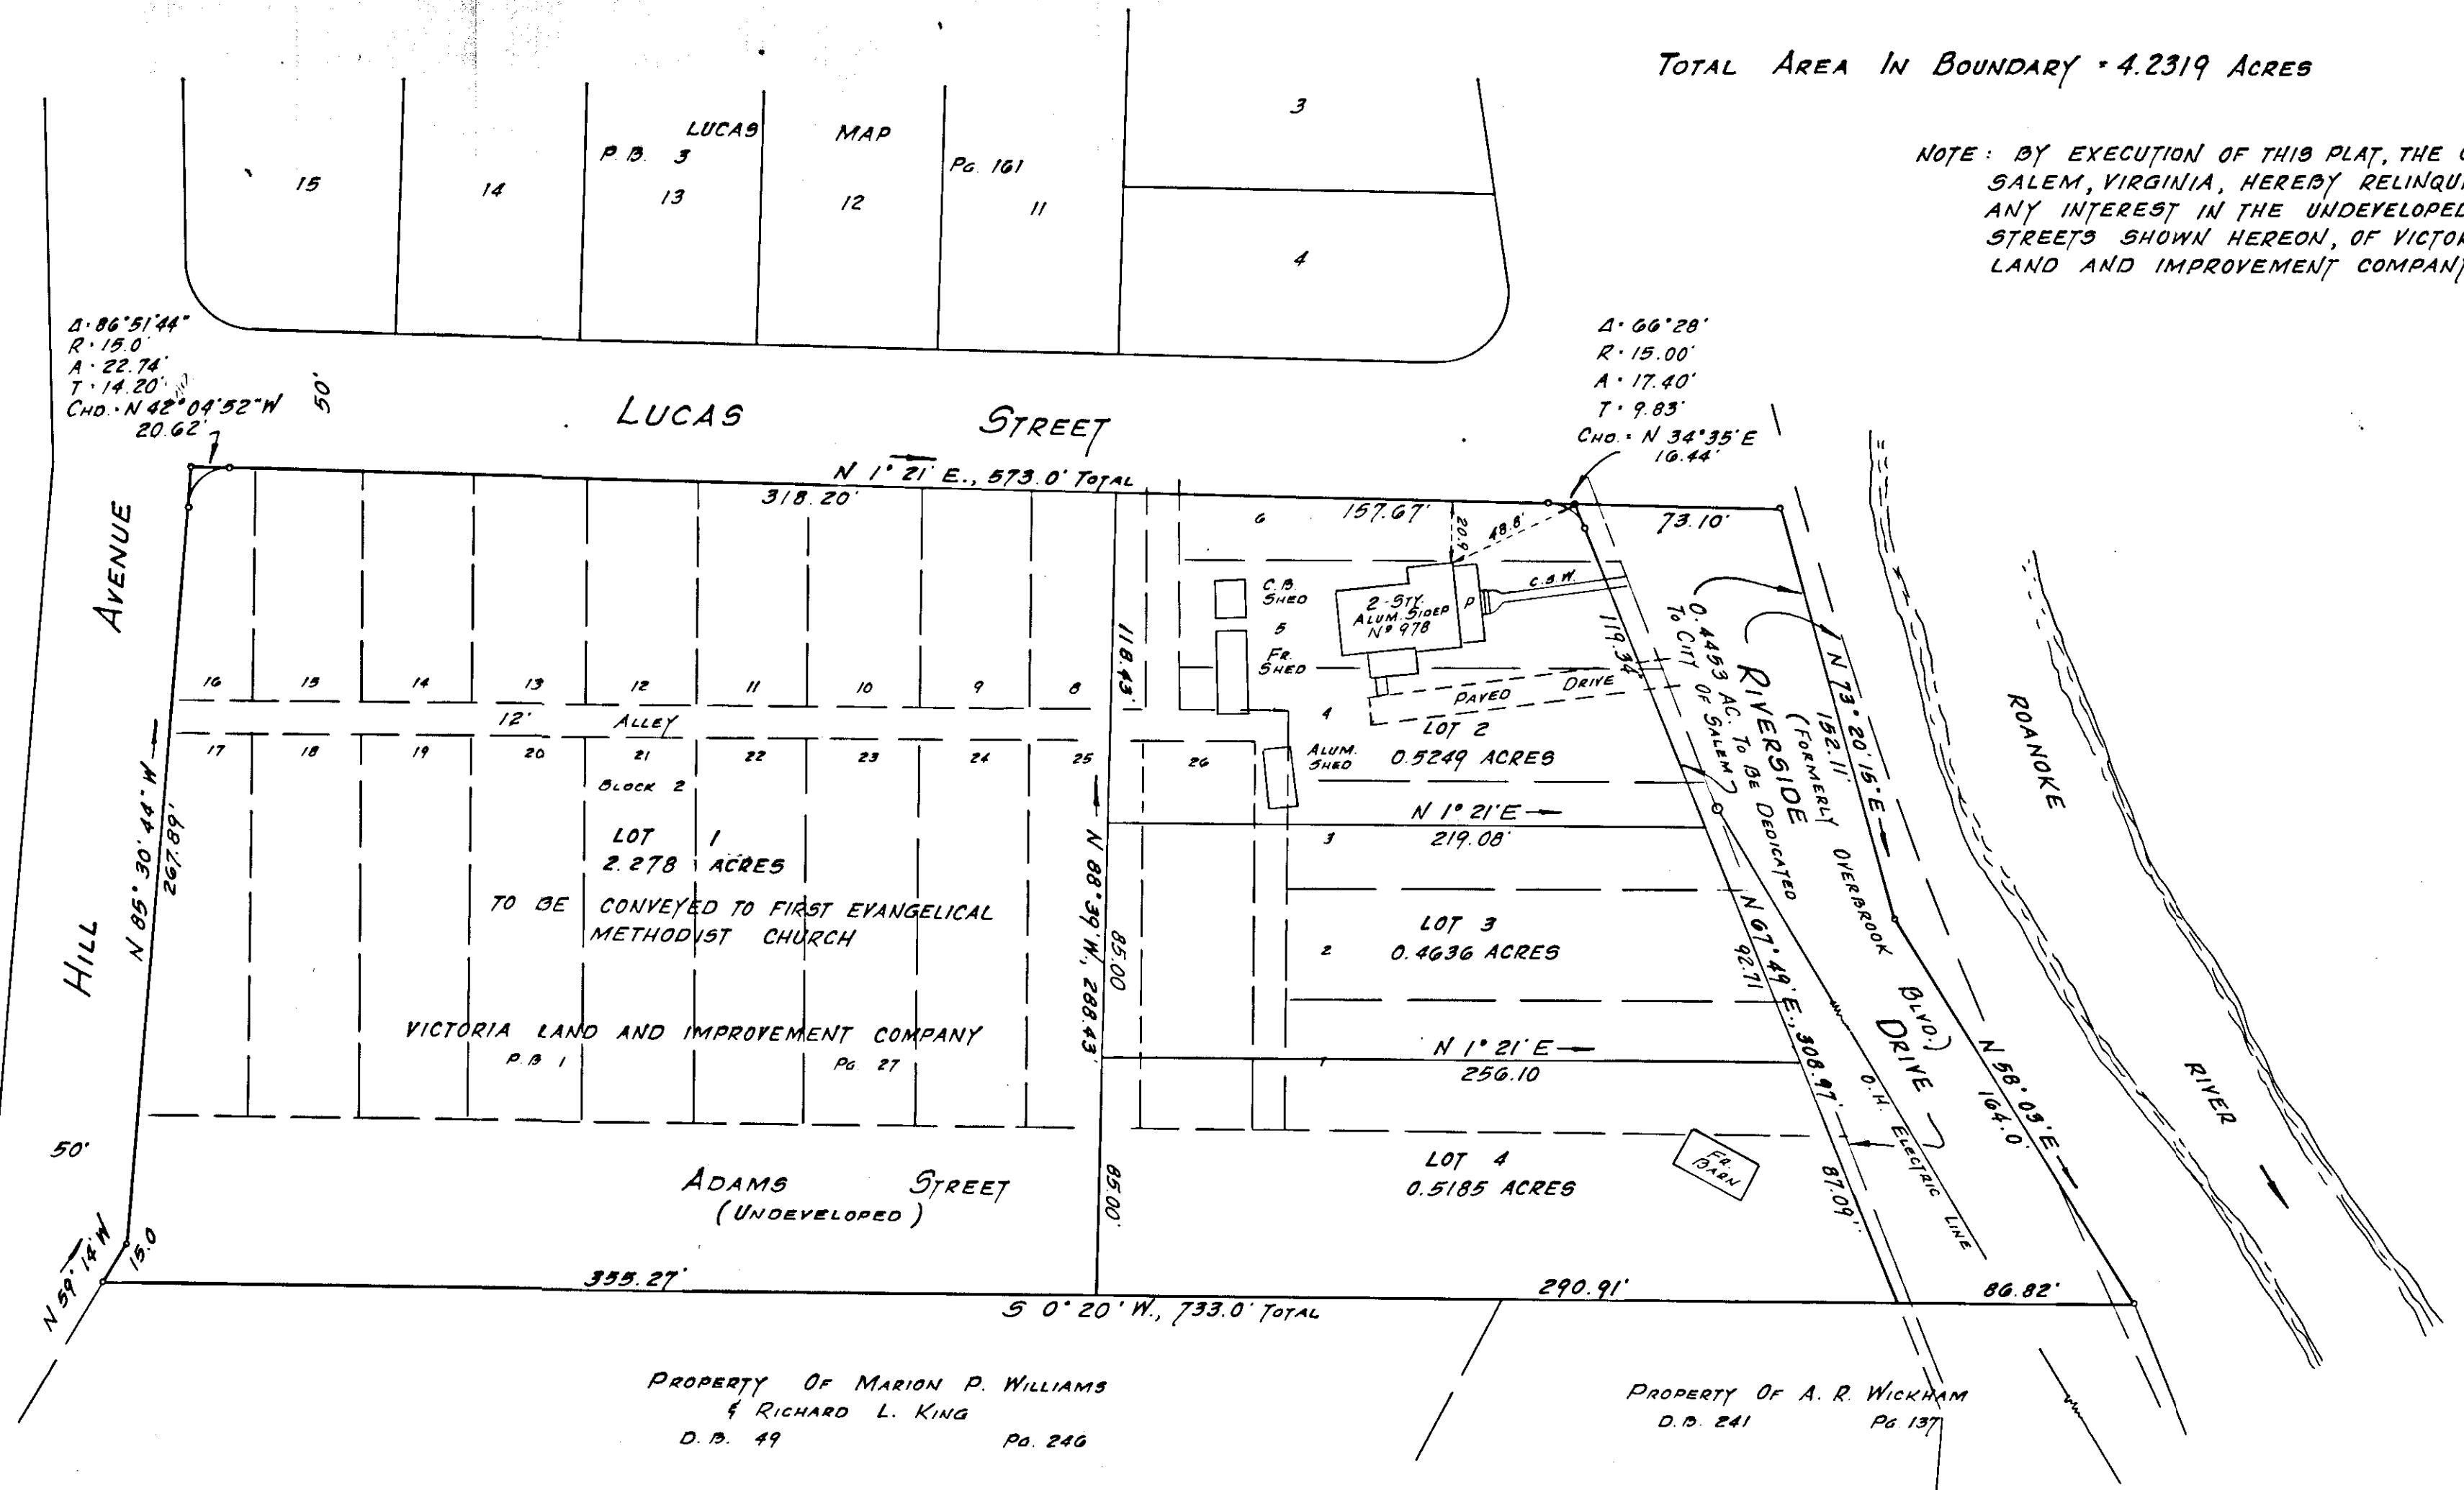 TOTAL AREA IN BOUNDARY = 4.2319 ACRES
NOTE: BY EXECUTION OF THIS PLAT, THE
SALEM, VIRGINIA, HEREBY
ANY INTEREST IN THE UNDEVELOPED
STREETS SHOWN HEREON, OF
LAND AND IMPROVEMENT COMPANY
LUCAS MAP
P.B. 3 PG. 161
15 14 13 12 11
3
4
Δ=86°51'44"
R=15.0'
A=22.74'
T=14.20'
CHD.=N 42°04'52"W
20.62'
50'
LUCAS STREET
Δ=66°28'
R=15.00'
A=17.40'
T=9.83'
CHD.=N 34°35'E
16.44'
N 1°21' E., 573.0' TOTAL
318.20'
157.67'
73.10'
HILL AVENUE
N 85°30'44"W
267.89'
50'
N 59°14'W
15.0
16 15 14 13 12 11 10 9 8
12' ALLEY
17 18 19 20 21 22 23 24 25 26
BLOCK 2
LOT 1
2.278 ACRES
TO BE CONVEYED TO FIRST EVANGELICAL
METHODIST CHURCH
VICTORIA LAND AND IMPROVEMENT COMPANY
P.B 1 PG. 27
ADAMS STREET
(UNDEVELOPED)
118.43'
N 88°39'W., 288.43'
85.00
85.00'
6
20.9
48.8'
C.B.
SHED
5
FR.
SHED
2-STY.
ALUM. SIDED
Nº 978
P
C.S.W.
PAVED DRIVE
4
ALUM.
SHED
LOT 2
0.5249 ACRES
N 1°21'E
219.08'
3
LOT 3
0.4636 ACRES
2
N 1°21'E
256.10
1
LOT 4
0.5185 ACRES
FR.
BARN
119.34'
N 67°49'E., 308.97'
92.71
87.09'
0.4453 AC. TO BE DEDICATED
TO CITY OF SALEM
RIVERSIDE DRIVE
(FORMERLY OVERBROOK BLVD.)
N 73°20'15"E
152.11'
N 58°03'E
164.0'
O.H. ELECTRIC LINE
ROANOKE RIVER
355.27'
290.91'
86.82'
S 0°20'W., 733.0' TOTAL
PROPERTY OF MARION P. WILLIAMS
& RICHARD L. KING
D.B. 49 PG. 246
PROPERTY OF A. R. WICKHAM
D.B. 241 PG. 137